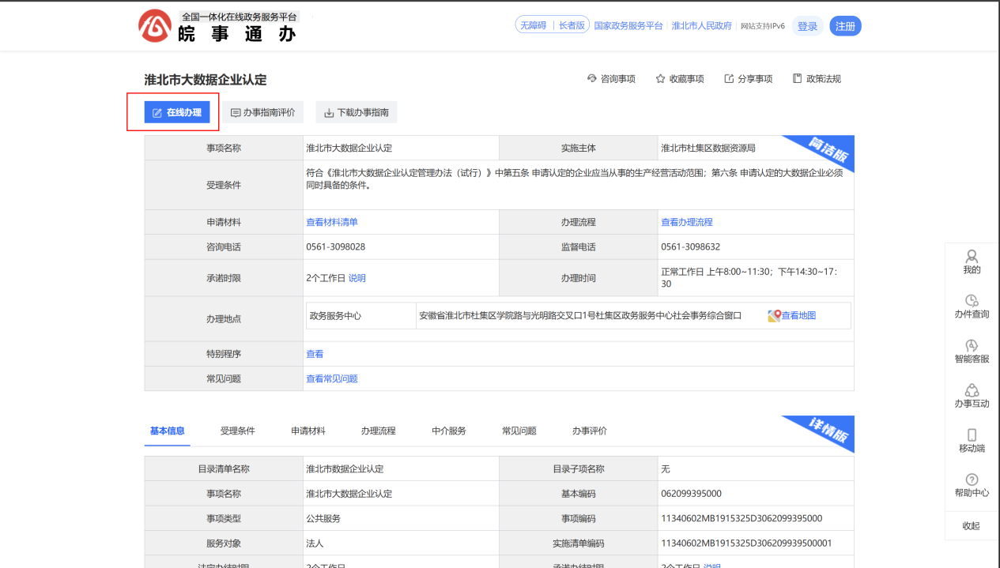 全国一体化在线政务服务平台
皖事通办
无障碍 长者版 国家政务服务平台 淮北市人民政府 网站支持IPv6 登录 注册
淮北市大数据企业认定
咨询事项 收藏事项 分享事项 政策法规
在线办理 办事指南评价 下载办事指南
简洁版
事项名称 淮北市大数据企业认定 实施主体 淮北市杜集区数据资源局
受理条件 符合《淮北市大数据企业认定管理办法（试行）》中第五条 申请认定的企业应当从事的生产经营活动范围；第六条 申请认定的大数据企业必须
同时具备的条件。
申请材料 查看材料清单 办理流程 查看办理流程
咨询电话 0561-3098028 监督电话 0561-3098632
承诺时限 2个工作日 说明 办理时间 正常工作日 上午8:00~11:30；下午14:30~17：
30
办理地点 政务服务中心 安徽省淮北市杜集区学院路与光明路交叉口1号杜集区政务服务中心社会事务综合窗口 查看地图
特别程序 查看
常见问题 查看常见问题
详情版
基本信息 受理条件 申请材料 办理流程 中介服务 常见问题 办事评价
目录清单名称 淮北市数据企业认定 目录子项名称 无
事项名称 淮北市大数据企业认定 基本编码 062099395000
事项类型 公共服务 事项编码 11340602MB1915325D3062099395000
服务对象 法人 实施清单编码 11340602MB1915325D306209939500001
法定办结时限 2个工作日 承诺办结时限 2个工作日 说明
我的
办件查询
智能客服
办事互动
移动端
帮助中心
收起